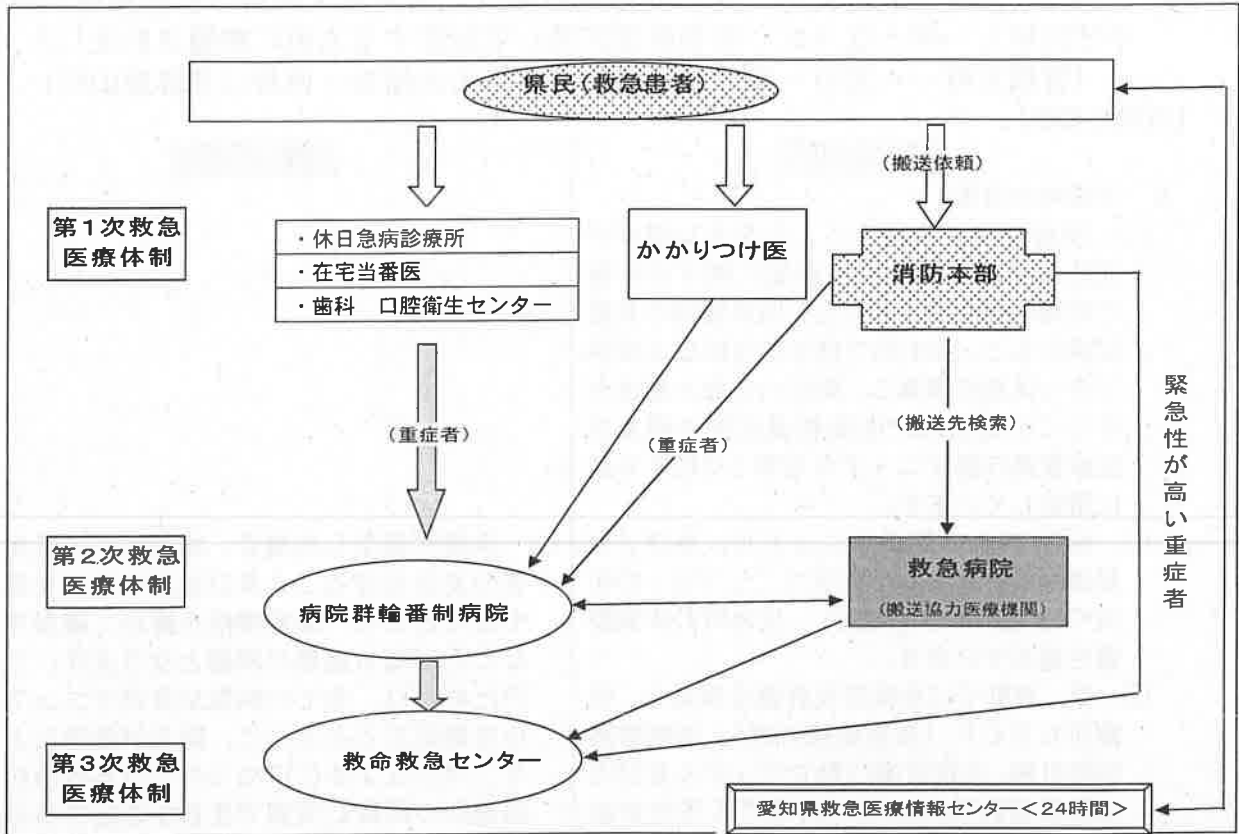 県民(救急患者)
(搬送依頼)
第1次救急
医療体制
・休日急病診療所
・在宅当番医
・歯科　口腔衛生センター
かかりつけ医
消防本部
(重症者)
(重症者)
(搬送先検索)
緊急性が高い重症者
第2次救急
医療体制
病院群輪番制病院
救急病院
(搬送協力医療機関)
第3次救急
医療体制
救命救急センター
愛知県救急医療情報センター＜24時間＞